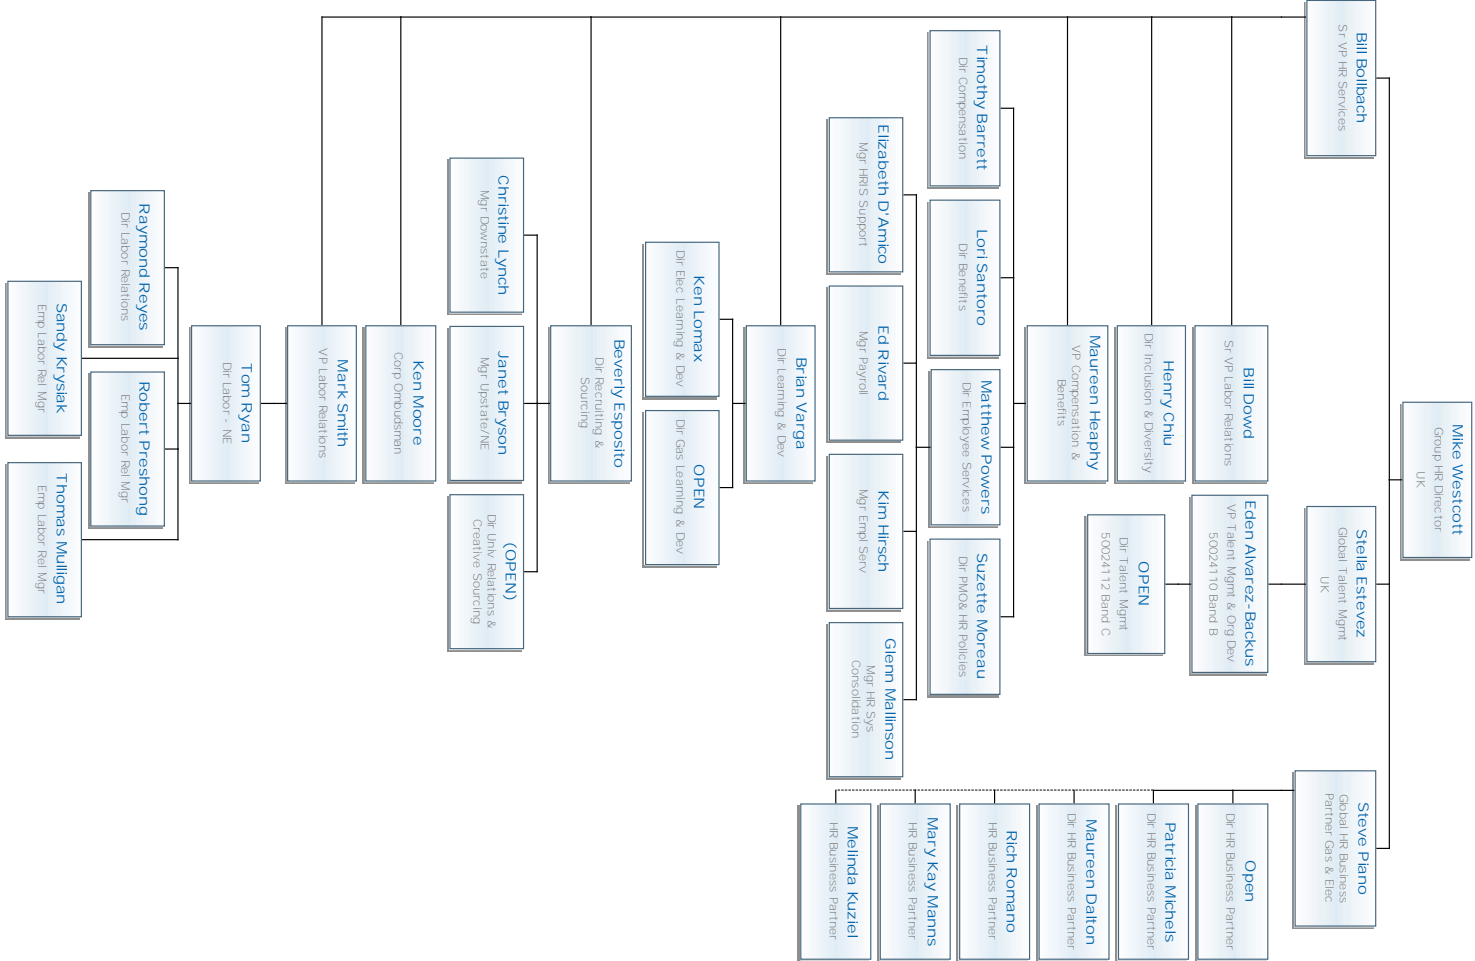 Mike Westcott
Group HR Director
UK
Bill Bollbach
Sr VP HR Services
Stella Estevez
Global Talent Mgmt
UK
Steve Piano
Global HR Business
Partner Gas & Elec
Bill Dowd
Sr VP Labor Relations
Eden Alvarez-Backus
VP Talent Mgmt & Org Dev
50024110 Band B
Open
Dir HR Business Partner
Henry Chiu
Dir Inclusion & Diversity
OPEN
Dir Talent Mgmt
50024112 Band C
Patricia Michels
Dir HR Business Partner
Maureen Heaphy
VP Compensation &
Benefits
Maureen Dalton
Dir HR Business Partner
Timothy Barrett
Dir Compensation
Lori Santoro
Dir Benefits
Matthew Powers
Dir Employee Services
Suzette Moreau
Dir PMO& HR Policies
Rich Romano
HR Business Partner
Elizabeth D'Amico
Mgr HRIS Support
Ed Rivard
Mgr Payroll
Kim Hirsch
Mgr Empl Serv
Glenn Mallinson
Mgr HR Sys
Consolidation
Mary Kay Manns
HR Business Partner
Melinda Kuziel
HR Business Partner
Brian Varga
Dir Learning & Dev
Ken Lomax
Dir Elec Learning & Dev
OPEN
Dir Gas Learning & Dev
Beverly Esposito
Dir Recruiting &
Sourcing
Christine Lynch
Mgr Downstate
Janet Bryson
Mgr Upstate/NE
(OPEN)
Dir Univ Relations &
Creative Sourcing
Ken Moore
Corp Ombudsman
Mark Smith
VP Labor Relations
Tom Ryan
Dir Labor - NE
Raymond Reyes
Dir Labor Relations
Robert Preshong
Emp Labor Rel Mgr
Sandy Krysiak
Emp Labor Rel Mgr
Thomas Mulligan
Emp Labor Rel Mgr